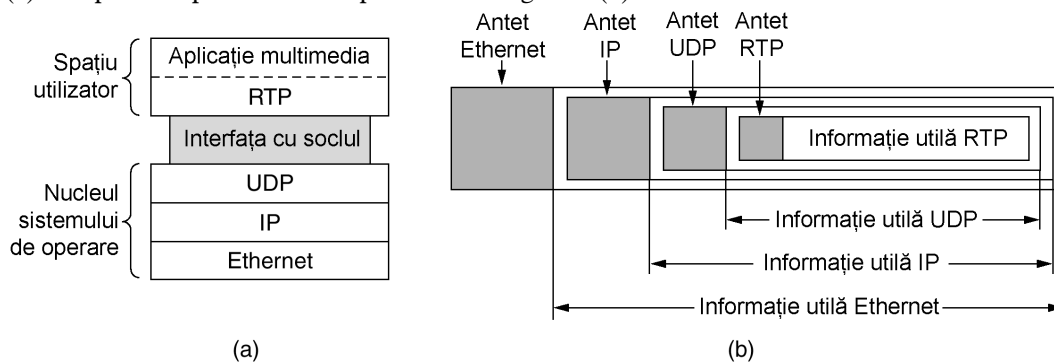 Spațiu
utilizator
Aplicație multimedia
RTP
Interfața cu soclul
Nucleul
sistemului
de operare
UDP
IP
Ethernet
(a)
Antet
Ethernet
Antet
IP
Antet
UDP
Antet
RTP
Informație utilă RTP
Informație utilă UDP
Informație utilă IP
Informație utilă Ethernet
(b)